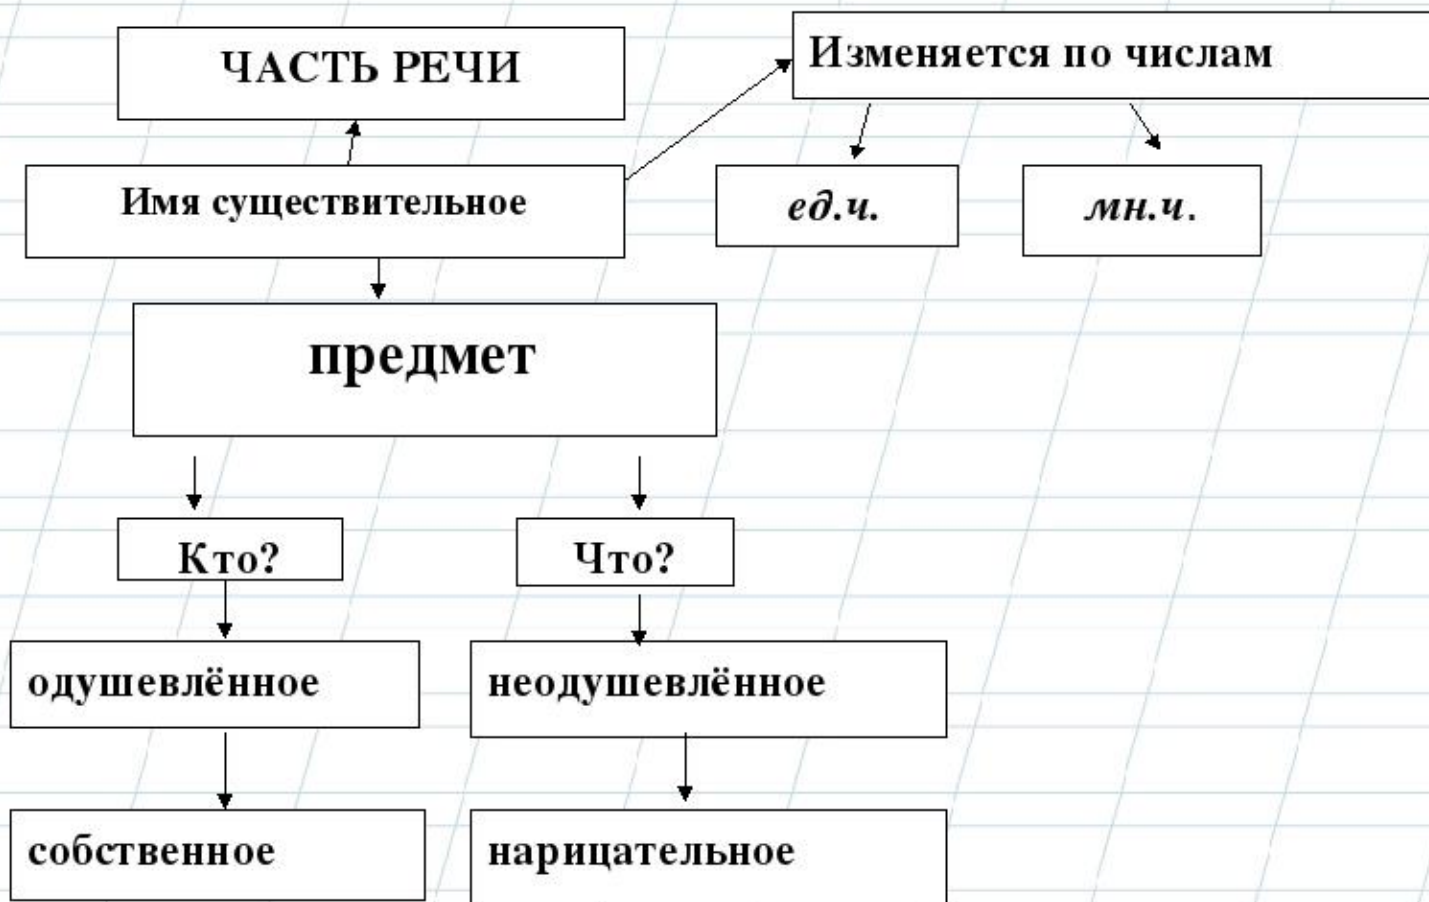 ЧАСТЬ РЕЧИ
Изменяется по числам
Имя существительное
ед.ч.
мн.ч.
предмет
Кто?
Что?
одушевлённое
неодушевлённое
собственное
нарицательное